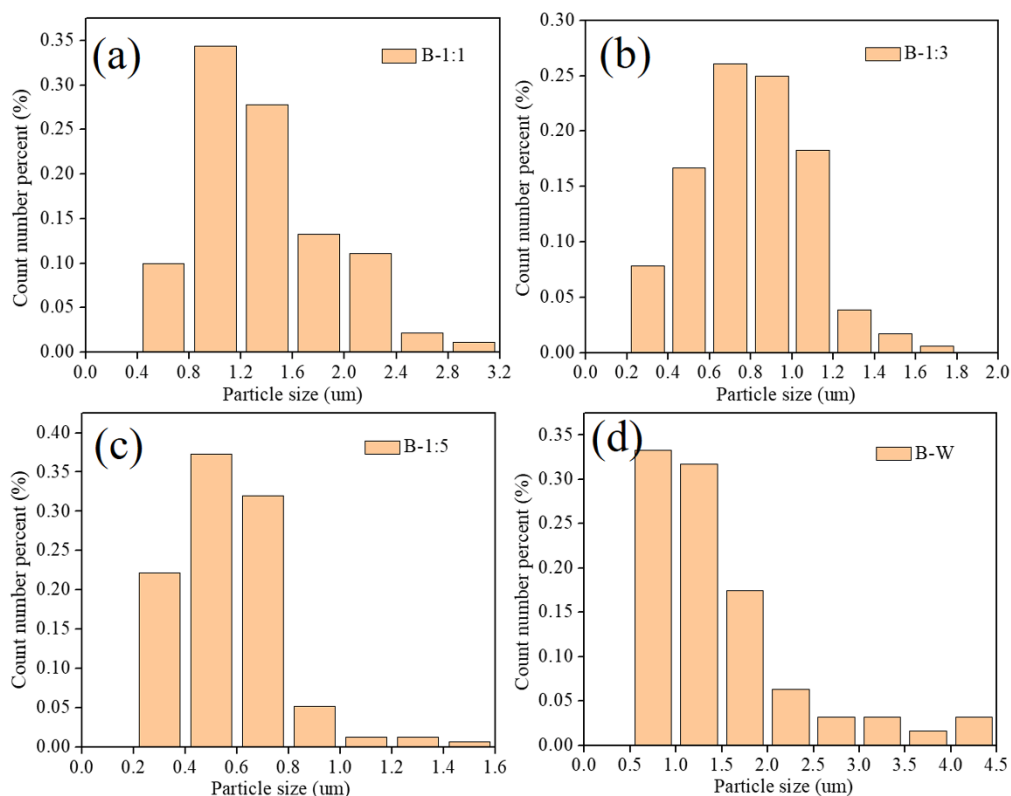 (a)
B-1:1
Count number percent (%)
0.35
0.30
0.25
0.20
0.15
0.10
0.05
0.00
0.0 0.4 0.8 1.2 1.6 2.0 2.4 2.8 3.2
Particle size (um)
(b)
B-1:3
Count number percent (%)
0.30
0.25
0.20
0.15
0.10
0.05
0.00
0.0 0.2 0.4 0.6 0.8 1.0 1.2 1.4 1.6 1.8 2.0
Particle size (um)
(c)
B-1:5
Count number percent (%)
0.40
0.35
0.30
0.25
0.20
0.15
0.10
0.05
0.00
0.0 0.2 0.4 0.6 0.8 1.0 1.2 1.4 1.6
Particle size (um)
(d)
B-W
Count number percent (%)
0.35
0.30
0.25
0.20
0.15
0.10
0.05
0.00
0.0 0.5 1.0 1.5 2.0 2.5 3.0 3.5 4.0 4.5
Particle size (um)